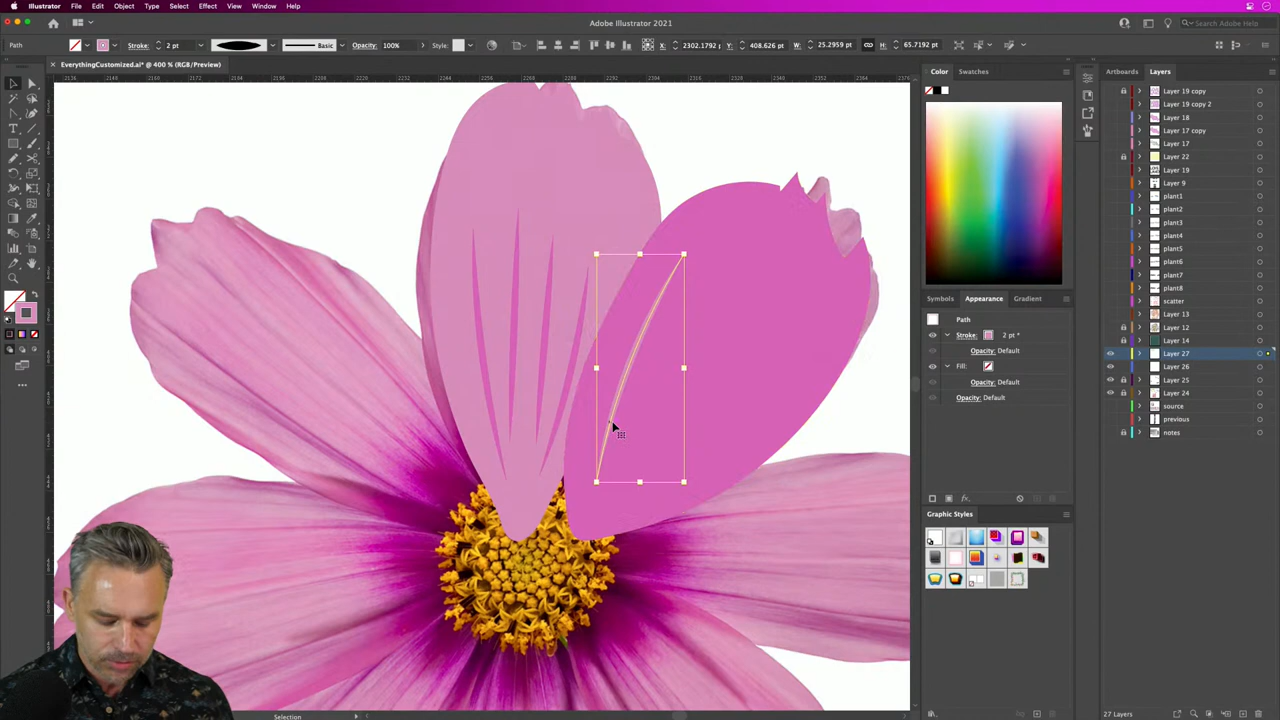 Illustrator File Edit Object Type Select Effect View Window Help
Adobe Illustrator 2021
Search Adobe Help
Path Stroke: 2 pt Basic Opacity: 100% Style: X: 2302.1792 Y: 408.626 px W: 25.2959 px H: 65.7192 px
× EverythingCustomized.ai* @ 400 % (RGB/Preview)
Color Swatches
Artboards Layers
Layer 19 copy
Layer 19 copy 2
Layer 18
Layer 17 copy
Layer 17
Layer 22
Layer 19
Layer 9
plant1
plant2
plant3
plant4
plant5
plant6
plant7
plant8
scatter
Layer 13
Layer 12
Layer 14
Layer 27
Layer 26
Layer 25
Layer 24
source
previous
notes
Symbols Appearance Gradient
Path
Stroke: 2 pt*
Opacity: Default
Fill:
Opacity: Default
Opacity: Default
fx
Graphic Styles
Selection
27 Layers